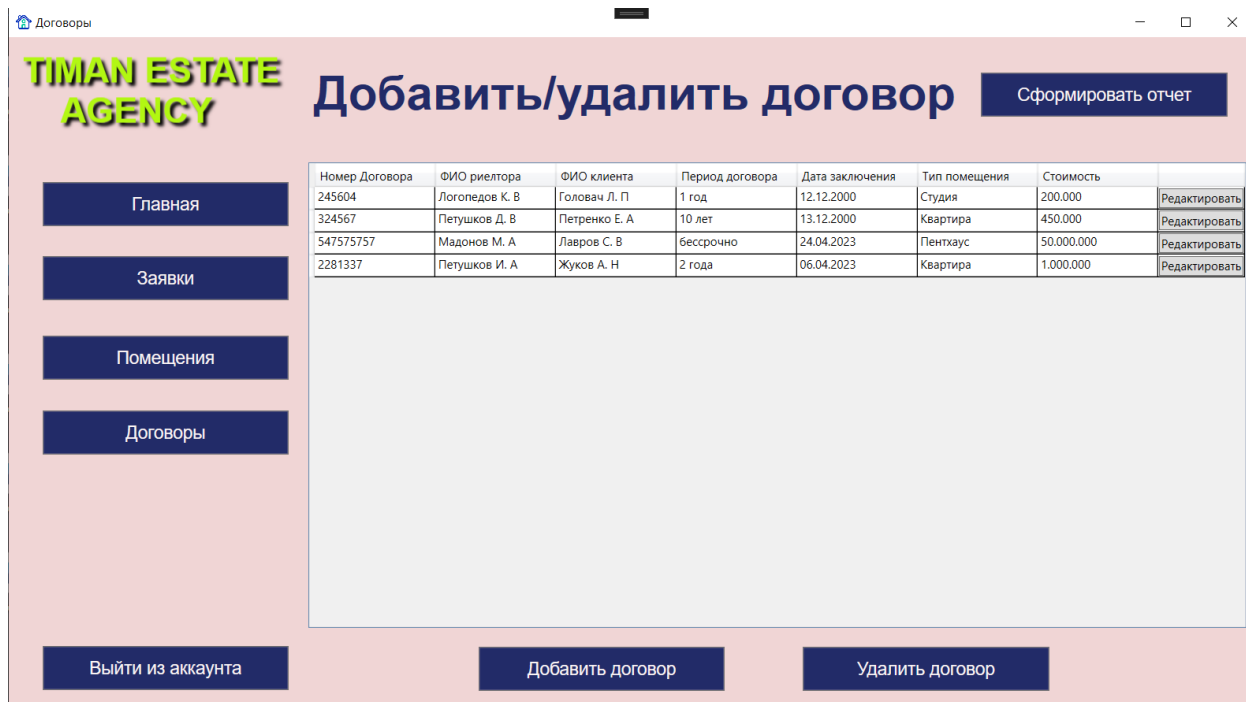 Договоры
TIMAN ESTATE
AGENCY
Добавить/удалить договор
Сформировать отчет
Главная
Заявки
Помещения
Договоры
Выйти из аккаунта
Номер Договора ФИО риелтора ФИО клиента Период договора Дата заключения Тип помещения Стоимость
245604 Логопедов К. В Головач Л. П 1 год 12.12.2000 Студия 200.000 Редактировать
324567 Петушков Д. В Петренко Е. А 10 лет 13.12.2000 Квартира 450.000 Редактировать
547575757 Мадонов М. А Лавров С. В бессрочно 24.04.2023 Пентхаус 50.000.000 Редактировать
2281337 Петушков И. А Жуков А. Н 2 года 06.04.2023 Квартира 1.000.000 Редактировать
Добавить договор
Удалить договор